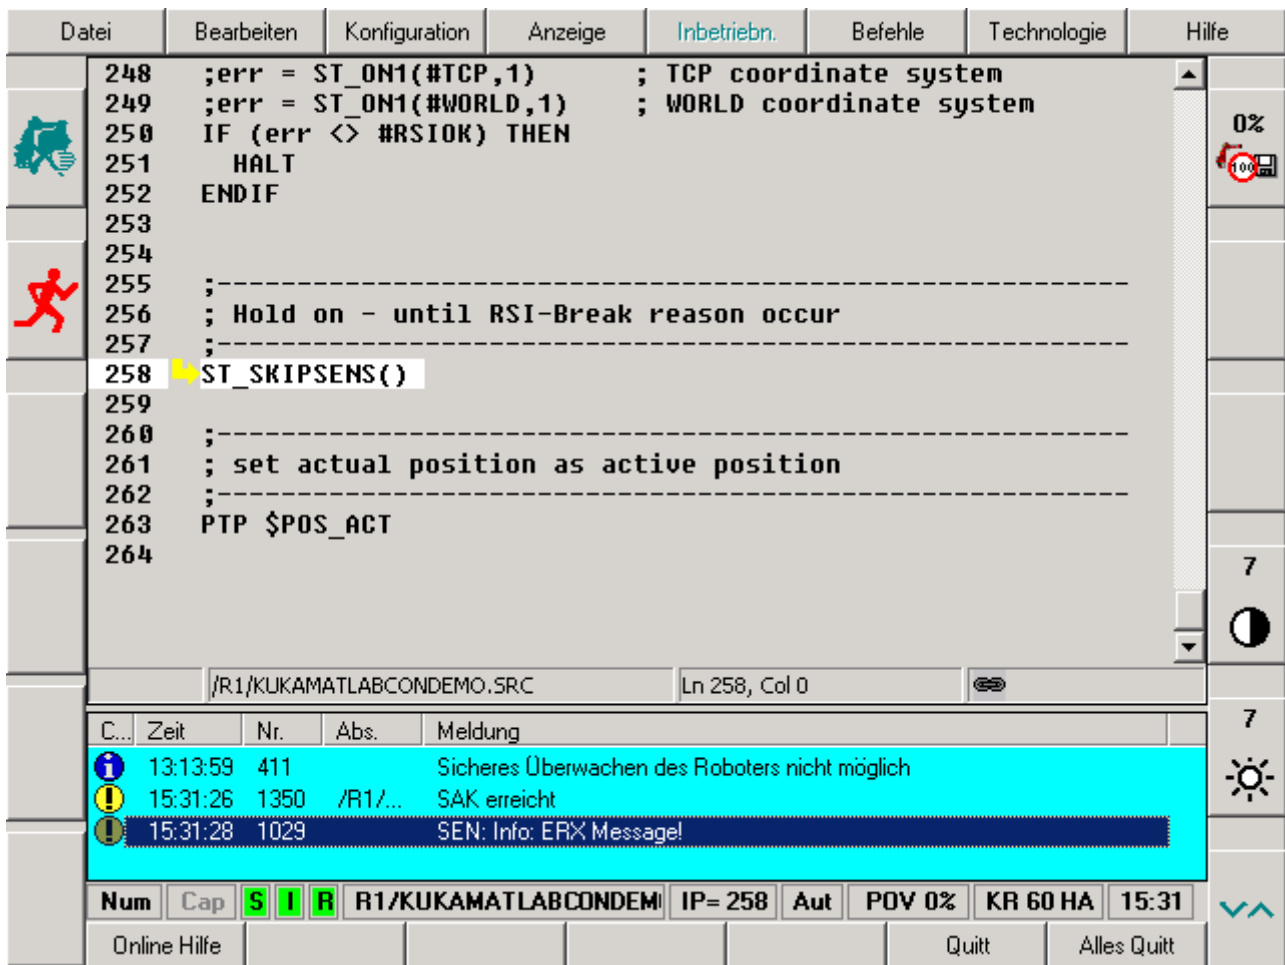 Datei Bearbeiten Konfiguration Anzeige Inbetriebn. Befehle Technologie Hilfe
248 ;err = ST_ON1(#TCP,1) ; TCP coordinate system
249 ;err = ST_ON1(#WORLD,1) ; WORLD coordinate system
250 IF (err <> #RSIOK) THEN
251 HALT
252 ENDIF
253
254
255 ;----------------------------------------------------------
256 ; Hold on - until RSI-Break reason occur
257 ;----------------------------------------------------------
258 ST_SKIPSENS()
259
260 ;----------------------------------------------------------
261 ; set actual position as active position
262 ;----------------------------------------------------------
263 PTP $POS_ACT
264
0%
100
7
7
/R1/KUKAMATLABCONDEMO.SRC Ln 258, Col 0
C... Zeit Nr. Abs. Meldung
13:13:59 411 Sicheres Überwachen des Roboters nicht möglich
15:31:26 1350 /R1/... SAK erreicht
15:31:28 1029 SEN: Info: ERX Message!
Num Cap S I R R1/KUKAMATLABCONDEM IP= 258 Aut POV 0% KR 60 HA 15:31
Online Hilfe Quitt Alles Quitt